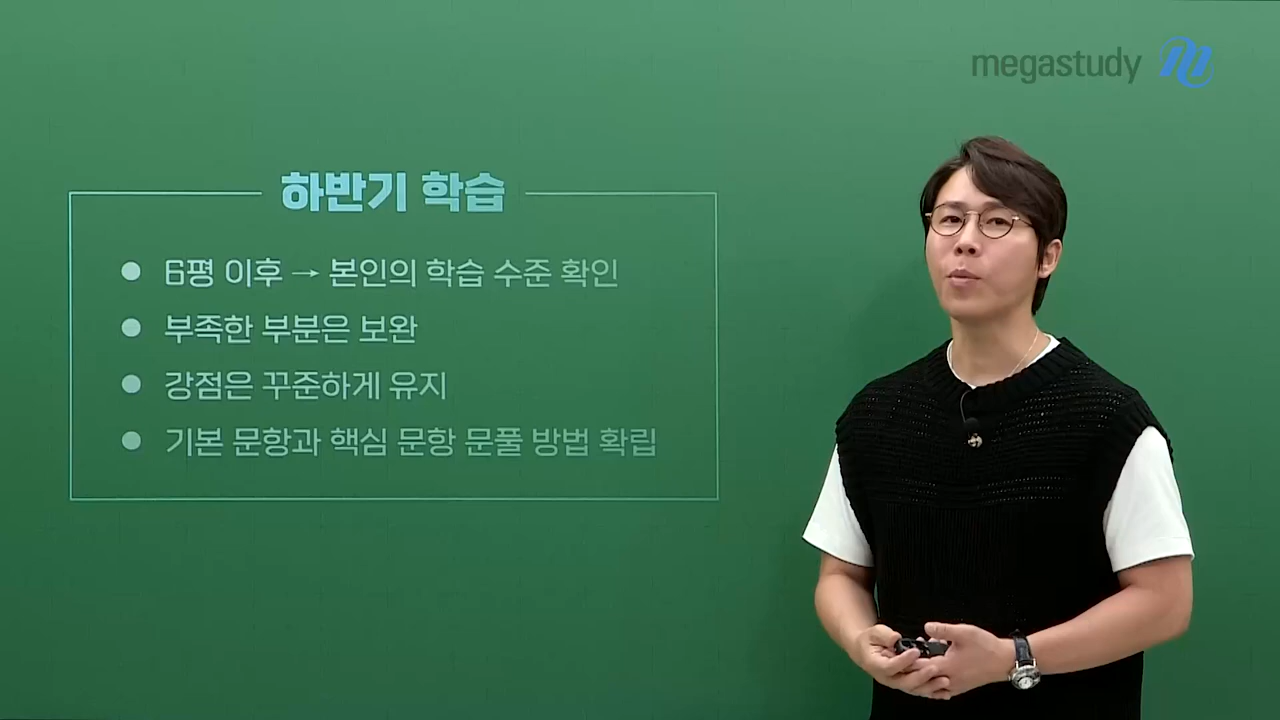 megastudy
하반기 학습
● 6평 이후 → 본인의 학습 수준 확인
● 부족한 부분은 보완
● 강점은 꾸준하게 유지
● 기본 문항과 핵심 문항 문풀 방법 확립